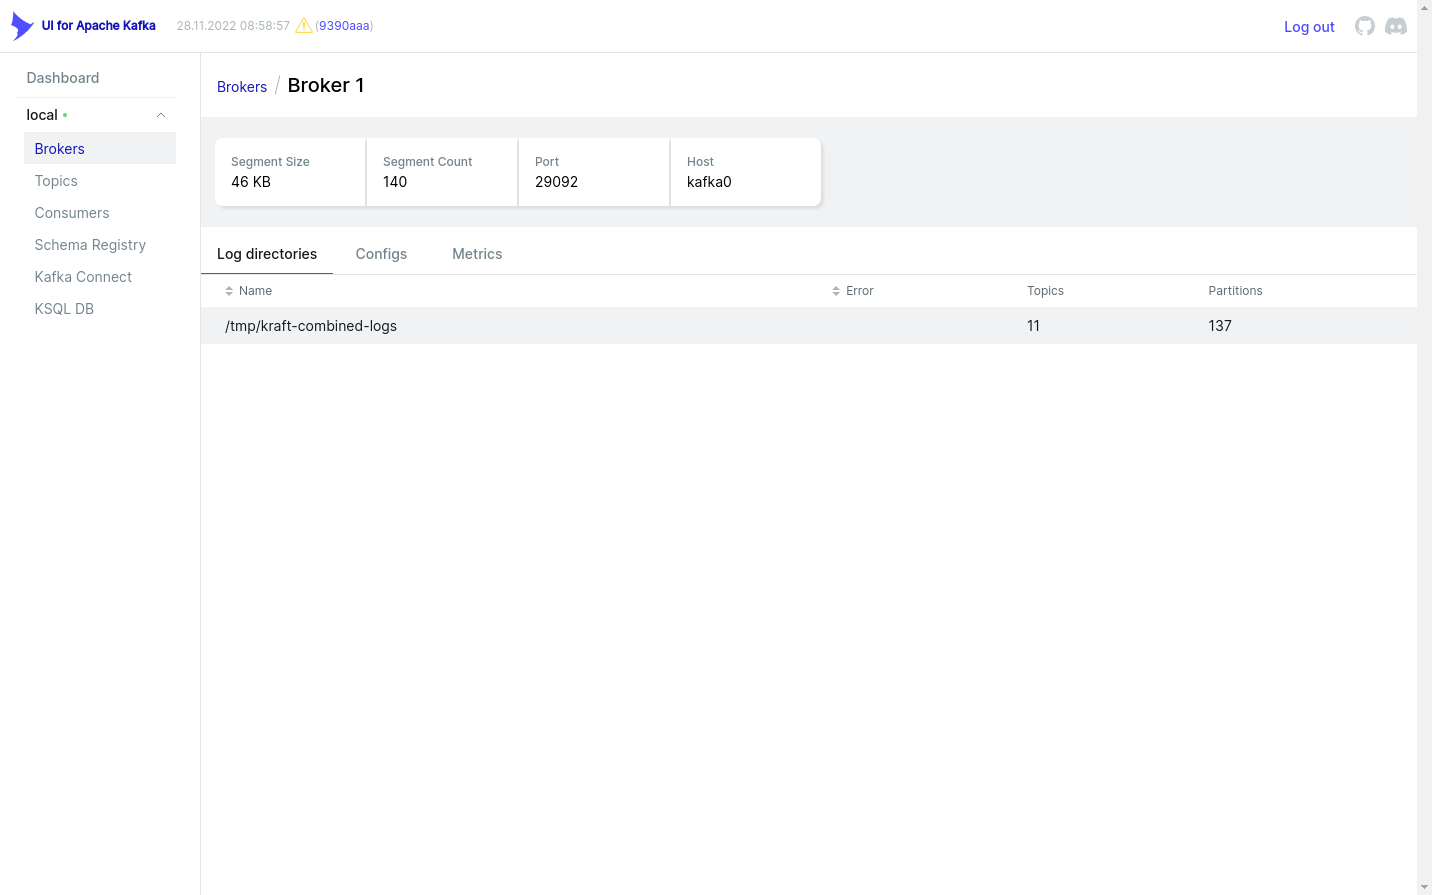 UI for Apache Kafka 28.11.2022 08:58:57 (9390aaa) Log out
Dashboard
local
Brokers
Topics
Consumers
Schema Registry
Kafka Connect
KSQL DB
Brokers / Broker 1
Segment Size Segment Count Port Host
46 KB 140 29092 kafka0
Log directories Configs Metrics
Name Error Topics Partitions
/tmp/kraft-combined-logs 11 137